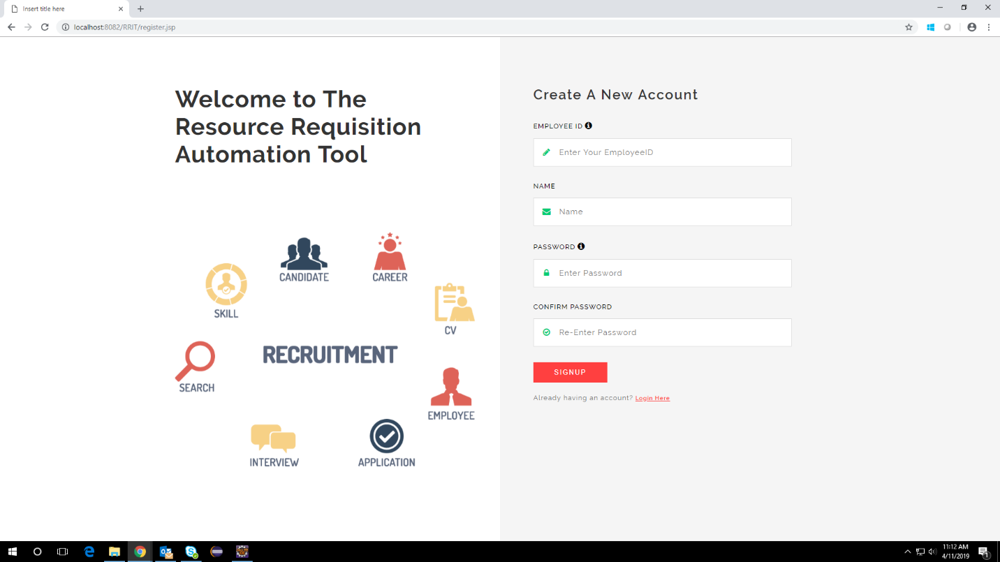 Insert title here
localhost:8082/RRIT/register.jsp
Welcome to The
Resource Requisition
Automation Tool
CANDIDATE
CAREER
SKILL
CV
RECRUITMENT
SEARCH
EMPLOYEE
INTERVIEW
APPLICATION
Create A New Account
EMPLOYEE ID
Enter Your EmployeeID
NAME
Name
PASSWORD
Enter Password
CONFIRM PASSWORD
Re-Enter Password
SIGNUP
Already having an account? Login Here
11:12 AM
4/11/2019
1